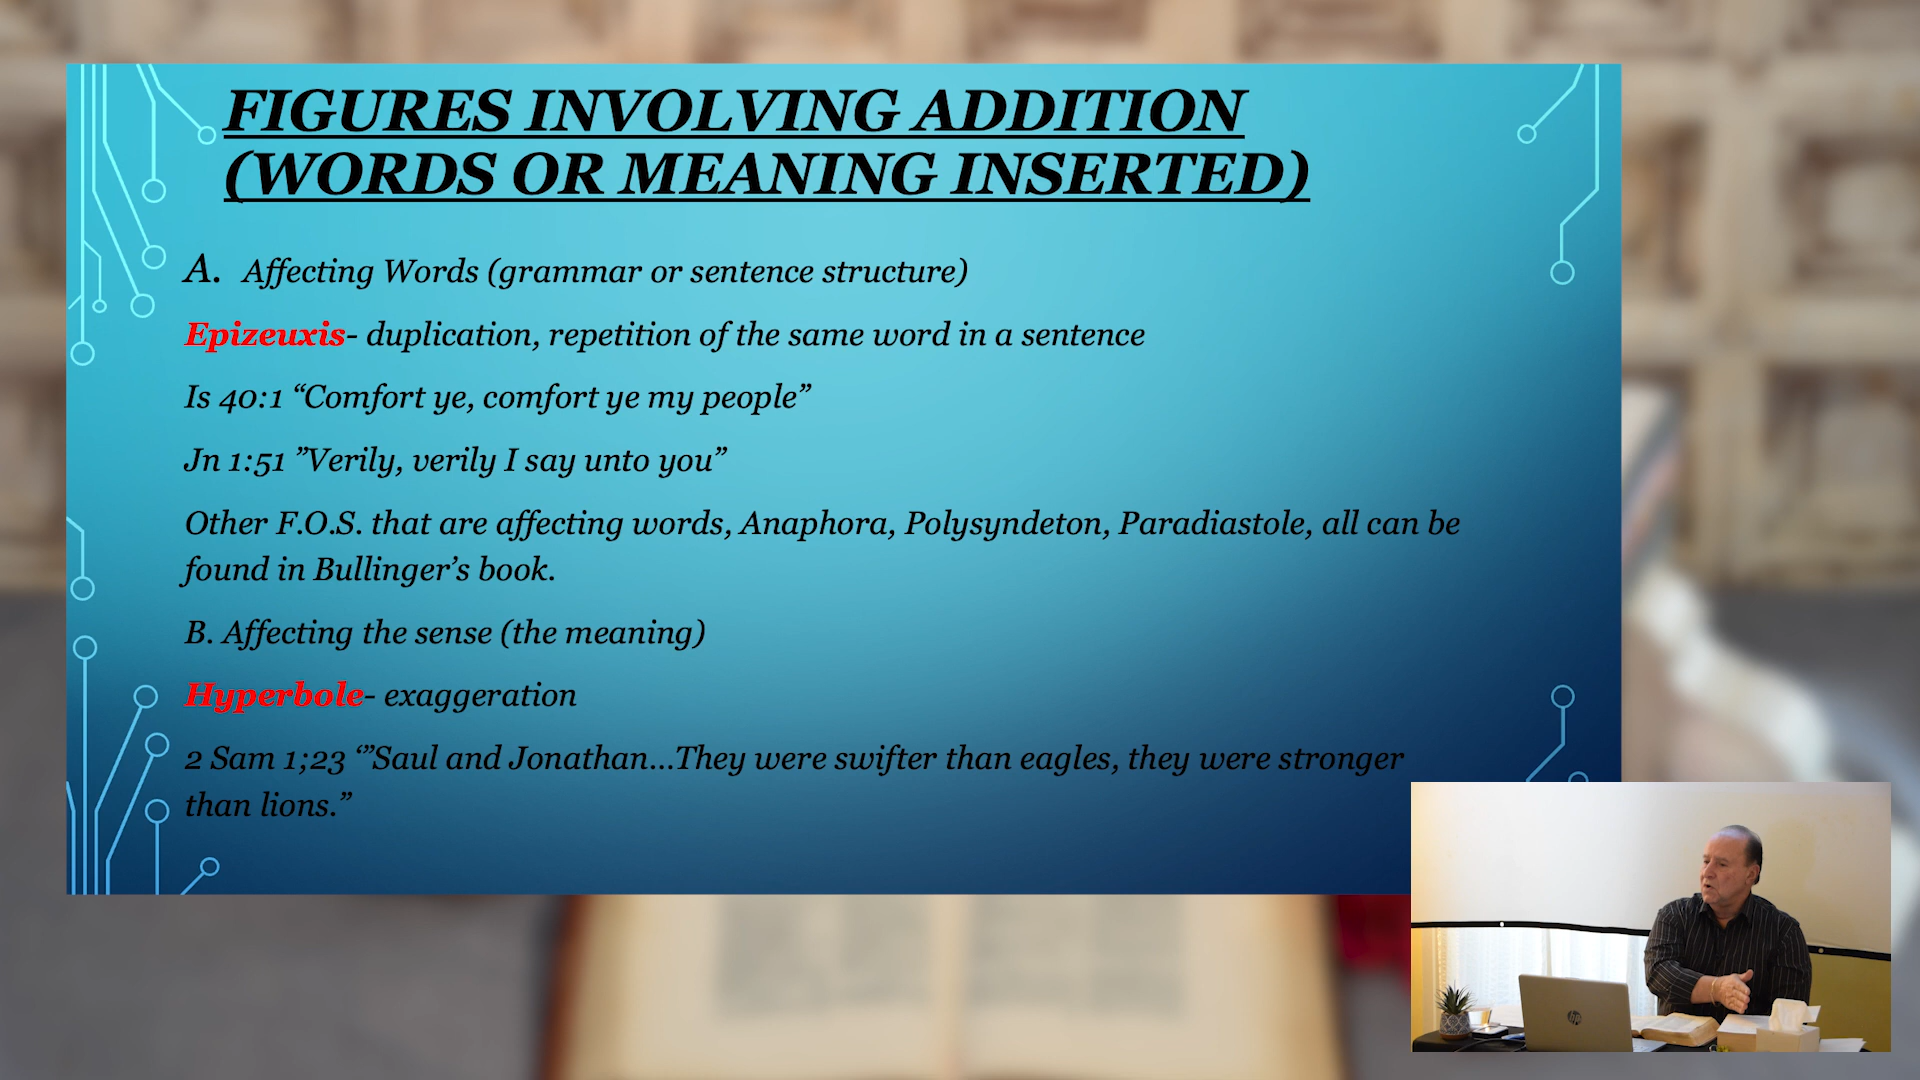 FIGURES INVOLVING ADDITION
(WORDS OR MEANING INSERTED)
A. Affecting Words (grammar or sentence structure)
Epizeuxis- duplication, repetition of the same word in a sentence
Is 40:1 “Comfort ye, comfort ye my people”
Jn 1:51 ”Verily, verily I say unto you”
Other F.O.S. that are affecting words, Anaphora, Polysyndeton, Paradiastole, all can be
found in Bullinger’s book.
B. Affecting the sense (the meaning)
Hyperbole- exaggeration
2 Sam 1;23 ‘”Saul and Jonathan…They were swifter than eagles, they were stronger
than lions.”
hp